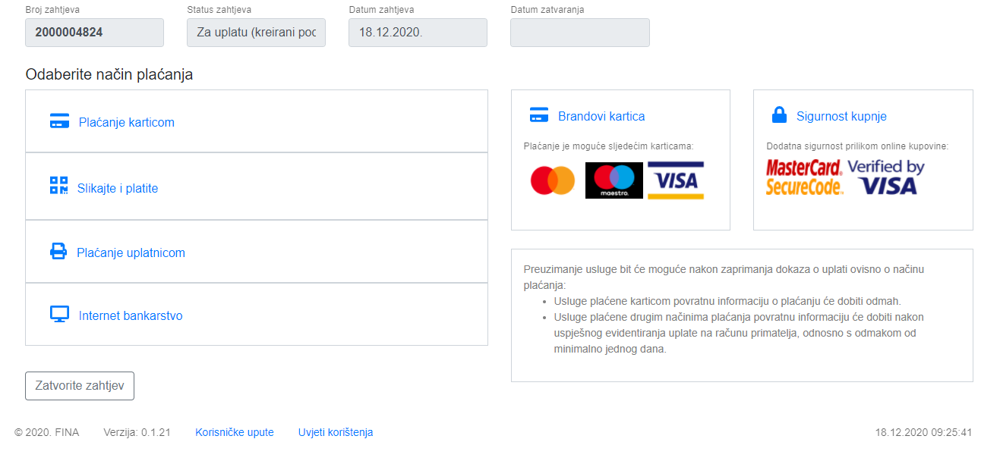 Broj zahtjeva
Status zahtjeva
Datum zahtjeva
Datum zatvaranja
2000004824
Za uplatu (kreirani poc
18.12.2020.
Odaberite način plaćanja
Plaćanje karticom
Slikajte i platite
Plaćanje uplatnicom
Internet bankarstvo
Zatvorite zahtjev
Brandovi kartica
Plaćanje je moguće sljedećim karticama:
maestro.
VISA
Sigurnost kupnje
Dodatna sigurnost prilikom online kupovine:
MasterCard.
SecureCode™
Verified by
VISA
Preuzimanje usluge bit će moguće nakon zaprimanja dokaza o uplati ovisno o načinu
plaćanja:
• Usluge plaćene karticom povratnu informaciju o plaćanju će dobiti odmah.
• Usluge plaćene drugim načinima plaćanja povratnu informaciju će dobiti nakon
uspješnog evidentiranja uplate na računu primatelja, odnosno s odmakom od
minimalno jednog dana.
© 2020. FINA
Verzija: 0.1.21
Korisničke upute
Uvjeti korištenja
18.12.2020 09:25:41